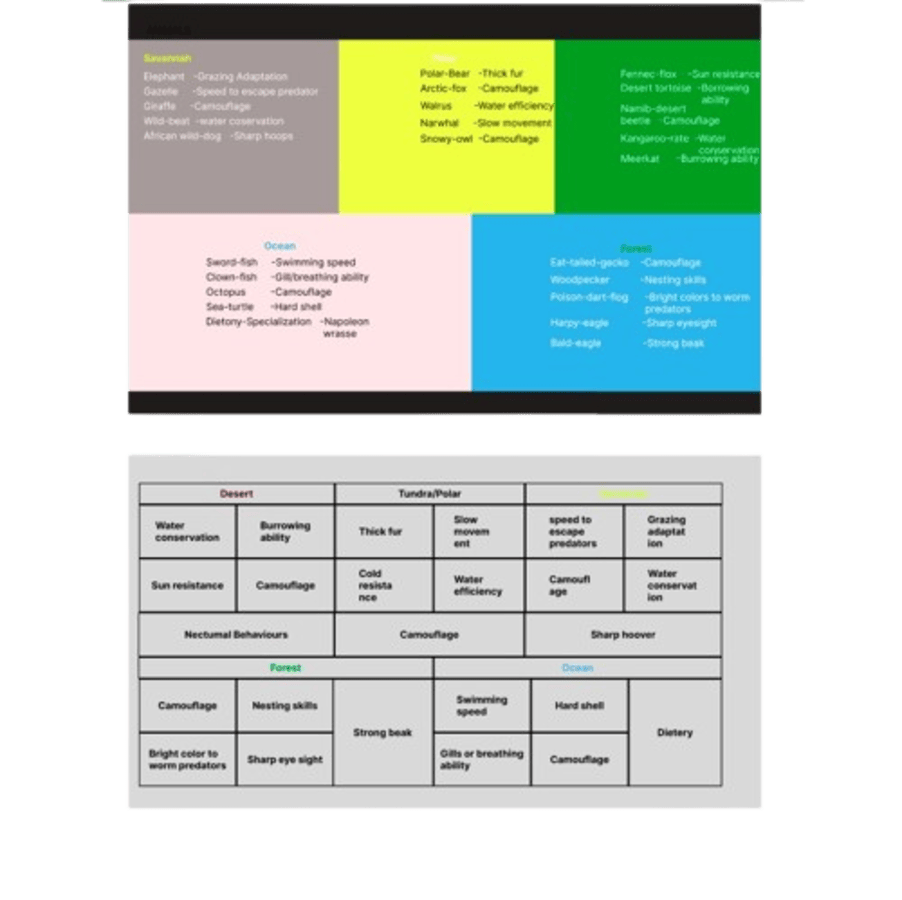 Savannah
Elephant -Grazing Adaptation
Gazelle -Speed to escape predator
Giraffe -Camouflage
Wild-beat -water coservation
African wild-dog -Sharp hoops
Polar-Bear -Thick fur
Arctic-fox -Camouflage
Walrus -Water efficiency
Narwhal -Slow movement
Snowy-owl -Camouflage
Fennec-flox -Sun resistance
Desert tortoise -Borrowing
ability
Namib-desert
beetle -Camouflage
Kangaroo-rate -Water
conservation
Meerkat -Burrowing ability
Ocean
Sword-fish -Swimming speed
Clown-fish -Gill/breathing ability
Octopus -Camouflage
Sea-turtle -Hard shell
Dietony-Specialization -Napoleon
wrasse
Forest
Eat-tailed-gecko -Camouflage
Woodpecker -Nesting skills
Poison-dart-flog -Bright colors to worm
predators
Harpy-eagle -Sharp eyesight
Bald-eagle -Strong beak
Desert Tundra/Polar
Water
conservation
Burrowing
ability
Thick fur
Slow
movem
ent
speed to
escape
predators
Grazing
adaptat
ion
Sun resistance
Camouflage
Cold
resista
nce
Water
efficiency
Camoufl
age
Water
conservat
ion
Nectumal Behaviours
Camouflage
Sharp hoover
Forest
Ocean
Camouflage
Nesting skills
Strong beak
Swimming
speed
Hard shell
Dietery
Bright color to
worm predators
Sharp eye sight
Gills or breathing
ability
Camouflage